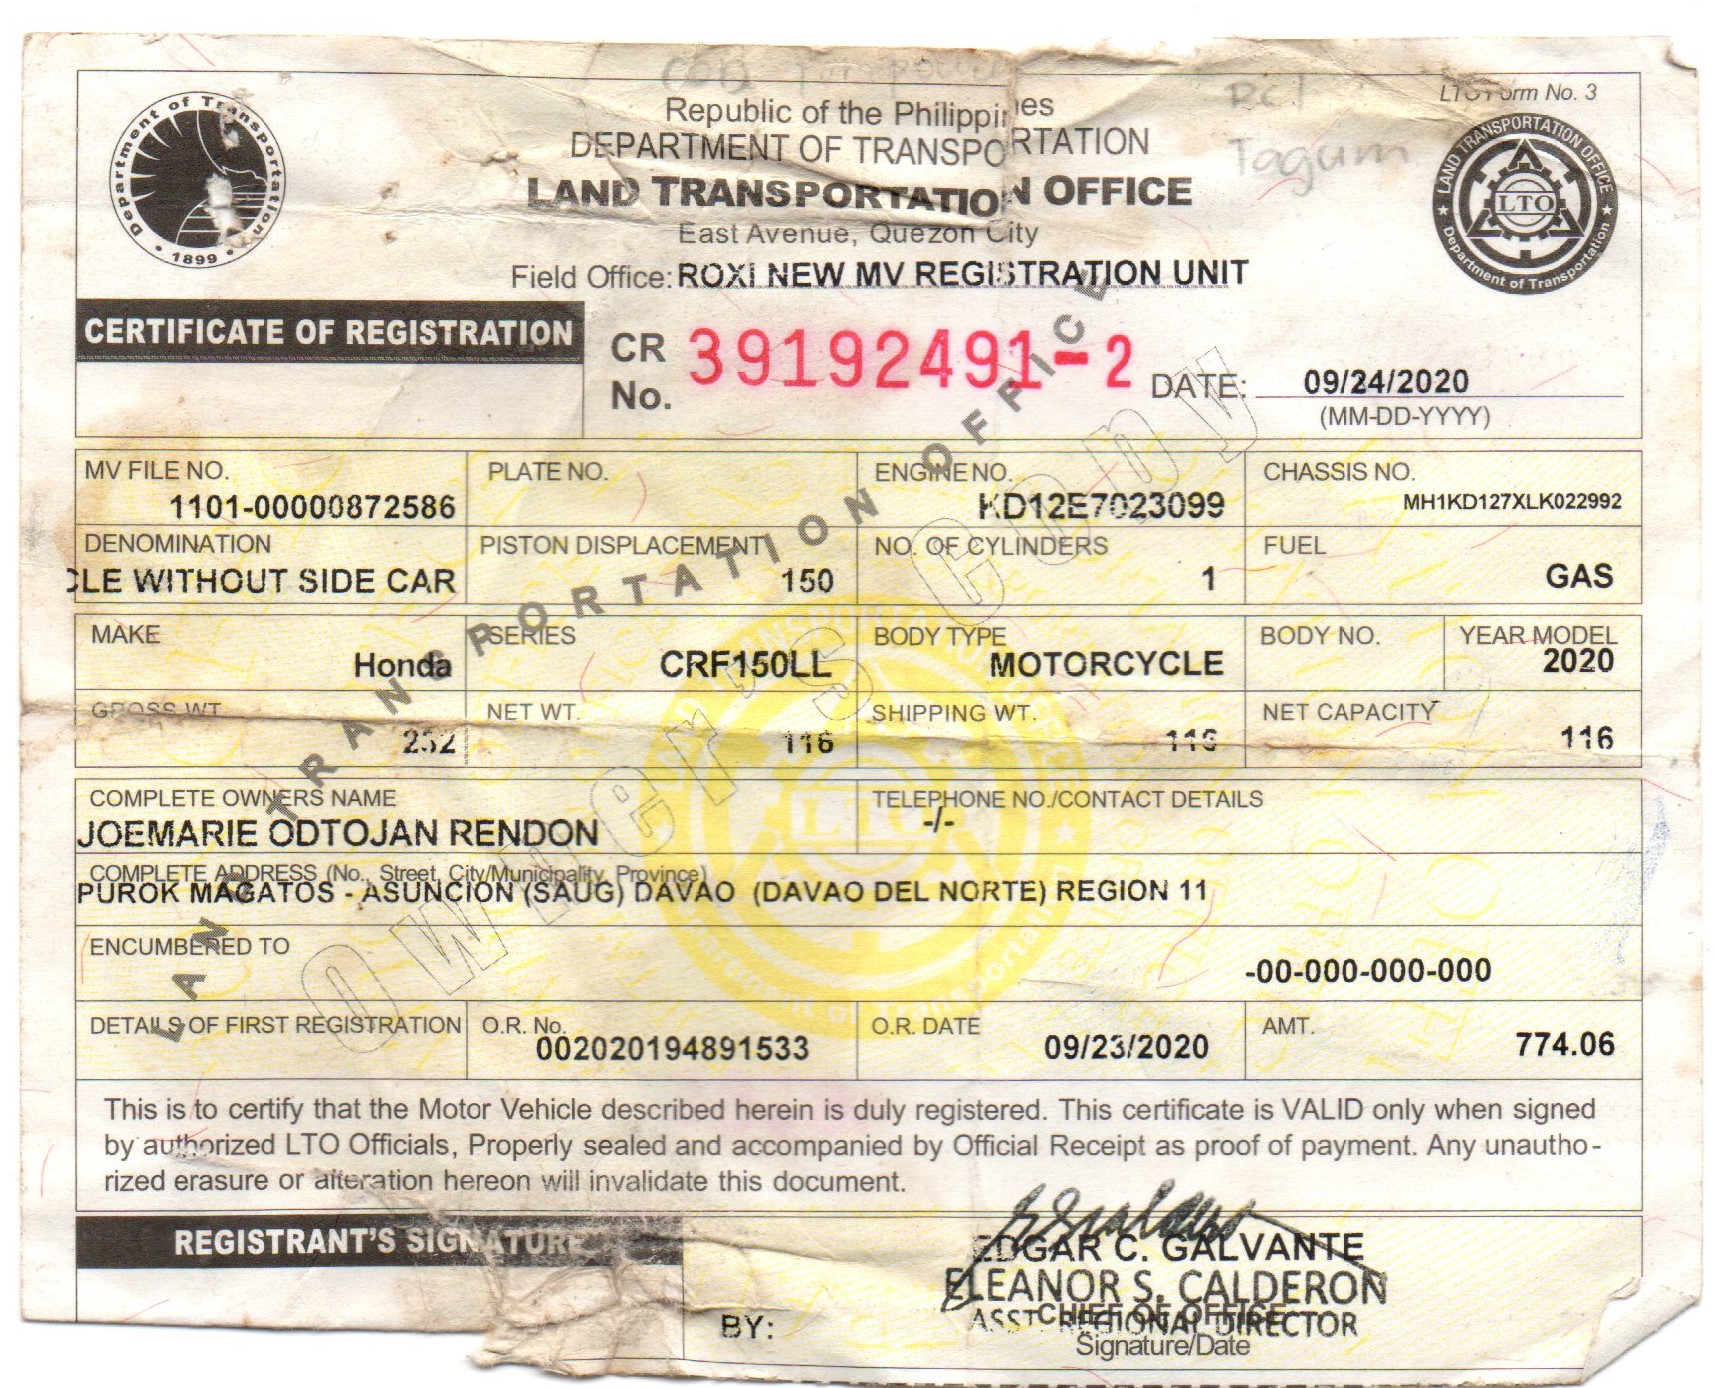 Republic of the Philippines
LTO Form No. 3
RCI
Tagum
DEPARTMENT OF TRANSPORTATION
LAND TRANSPORTATION OFFICE
East Avenue, Quezon City
Field Office: ROXI NEW MV REGISTRATION UNIT
Department of Transportation
1899
LAND TRANSPORTATION OFFICE
LTO
Department of Transportation
CERTIFICATE OF REGISTRATION
CR No. 39192491-2
DATE: 09/24/2020
(MM-DD-YYYY)
MV FILE NO. PLATE NO. ENGINE NO. CHASSIS NO.
1101-00000872586 KD12E7023099 MH1KD127XLK022992
DENOMINATION PISTON DISPLACEMENT NO. OF CYLINDERS FUEL
CLE WITHOUT SIDE CAR 150 1 GAS
MAKE SERIES BODY TYPE BODY NO. YEAR MODEL
Honda CRF150LL MOTORCYCLE 2020
GROSS WT. NET WT. SHIPPING WT. NET CAPACITY
232 116 116 116
COMPLETE OWNERS NAME TELEPHONE NO./CONTACT DETAILS
JOEMARIE ODTOJAN RENDON -/-
COMPLETE ADDRESS (No., Street, City/Municipality, Province)
PUROK MAGATOS - ASUNCION (SAUG) DAVAO (DAVAO DEL NORTE) REGION 11
ENCUMBERED TO
-00-000-000-000
DETAILS OF FIRST REGISTRATION O.R. No. O.R. DATE AMT.
002020194891533 09/23/2020 774.06
LAND TRANSPORTATION OFFICE
Owner's Copy
This is to certify that the Motor Vehicle described herein is duly registered. This certificate is VALID only when signed
by authorized LTO Officials, Properly sealed and accompanied by Official Receipt as proof of payment. Any unautho-
rized erasure or alteration hereon will invalidate this document.
REGISTRANT'S SIGNATURE
EDGAR C. GALVANTE
ELEANOR S. CALDERON
CHIEF OF OFFICE
ASST REGIONAL DIRECTOR
BY:
Signature/Date